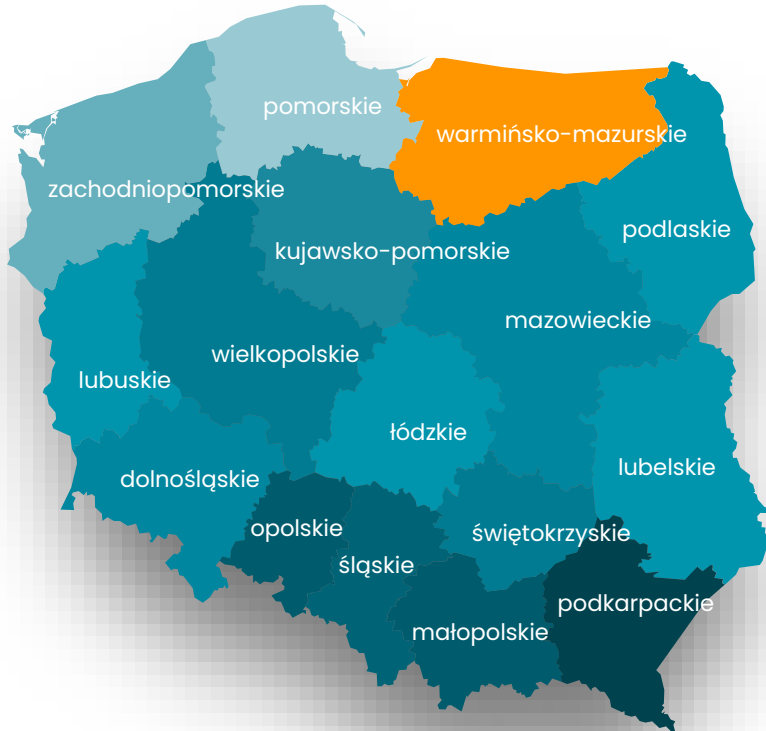 pomorskie
warmińsko-mazurskie
zachodniopomorskie
podlaskie
kujawsko-pomorskie
mazowieckie
wielkopolskie
lubuskie
łódzkie
lubelskie
dolnośląskie
opolskie
świętokrzyskie
śląskie
podkarpackie
małopolskie